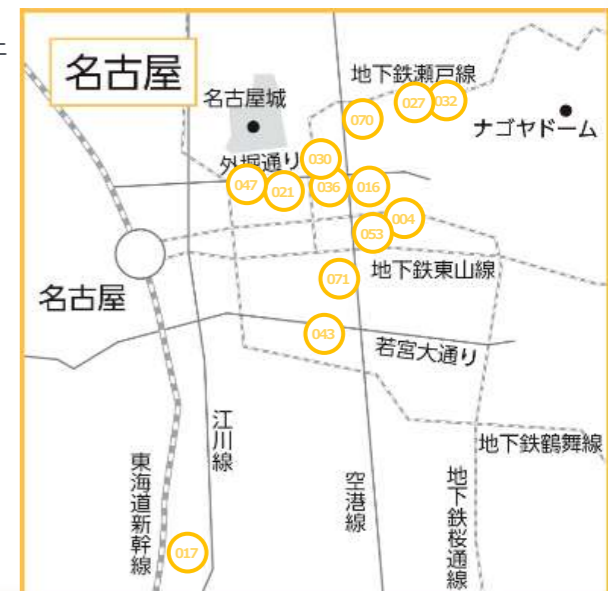 名古屋
地下鉄瀬戸線
名古屋城
027
032
070
ナゴヤドーム
外堀通り
030
047
021
036
016
004
053
地下鉄東山線
071
名古屋
043
若宮大通り
江川線
地下鉄鶴舞線
東海道新幹線
空港線
地下鉄桜通線
017